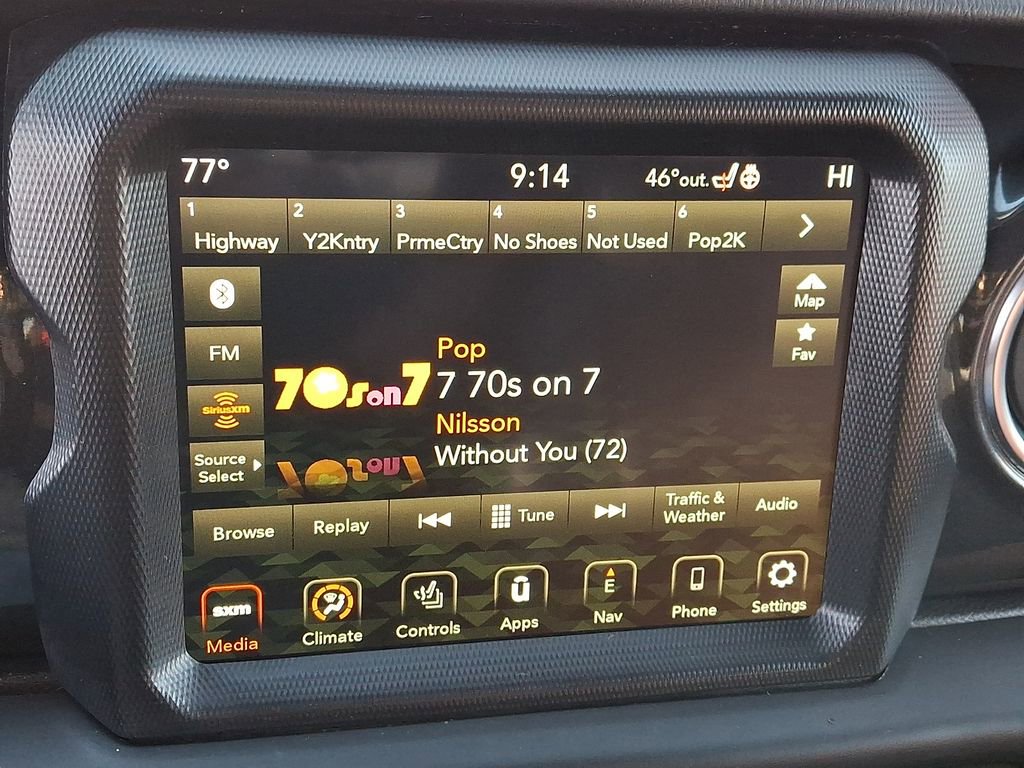 77° 9:14 46°out. HI
1 2 3 4 5 6
Highway Y2Kntry PrmeCtry No Shoes Not Used Pop2K
Map
FM
Fav
SiriusXM
Source
Select
70s on 7
Pop
7 70s on 7
Nilsson
Without You (72)
Browse Replay Tune Traffic &
Weather Audio
sxm
Media Climate Controls
ū
Apps
E
Nav Phone Settings